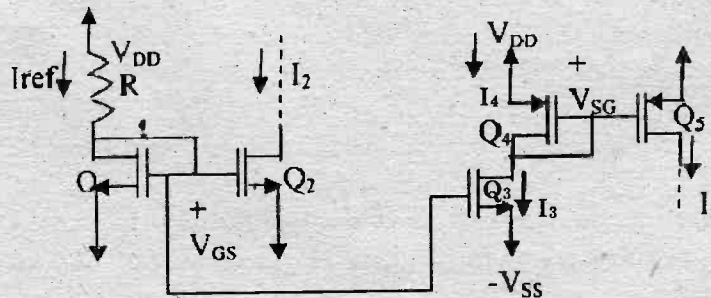 V_DD
Iref
R
I_2
Q
Q_2
+
V_GS
V_DD
+
I_4
V_SG
Q_4
Q_5
Q_3
I_3
I
-V_SS